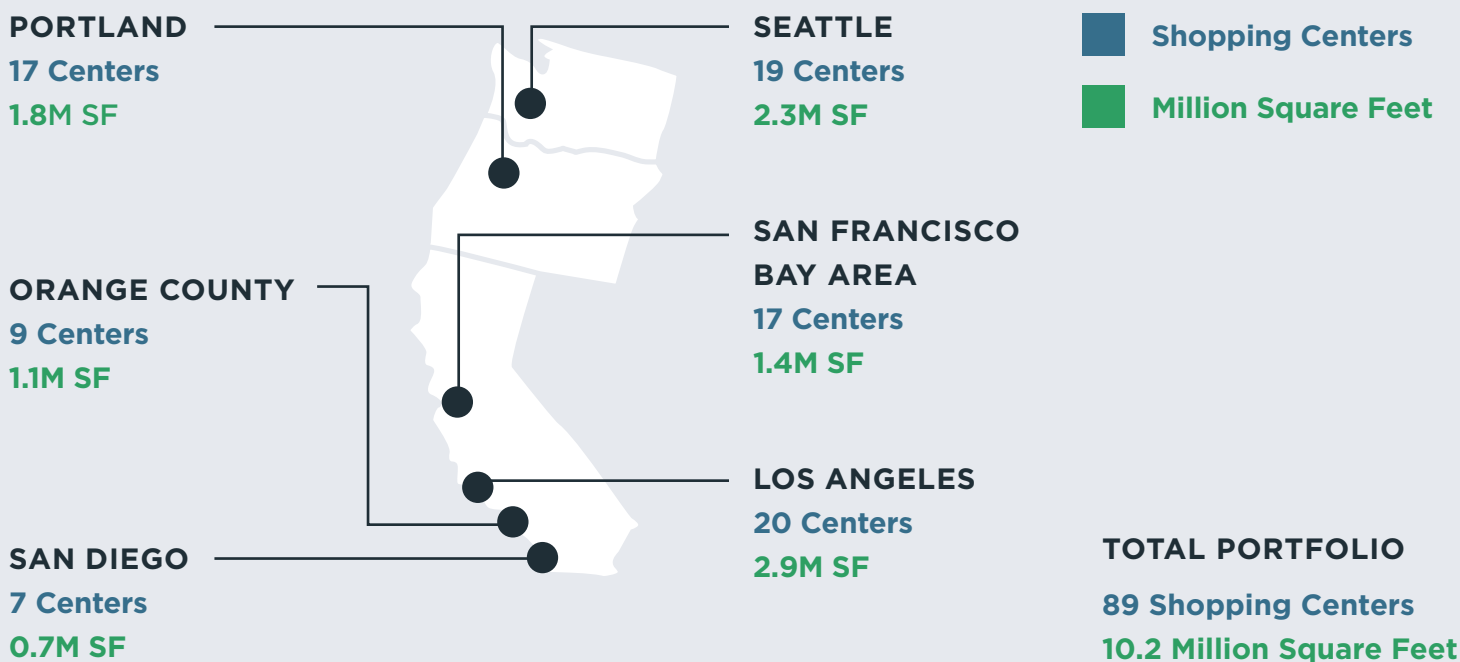 PORTLAND
17 Centers
1.8M SF
SEATTLE
19 Centers
2.3M SF
Shopping Centers
Million Square Feet
ORANGE COUNTY
9 Centers
1.1M SF
SAN FRANCISCO
BAY AREA
17 Centers
1.4M SF
SAN DIEGO
7 Centers
0.7M SF
LOS ANGELES
20 Centers
2.9M SF
TOTAL PORTFOLIO
89 Shopping Centers
10.2 Million Square Feet